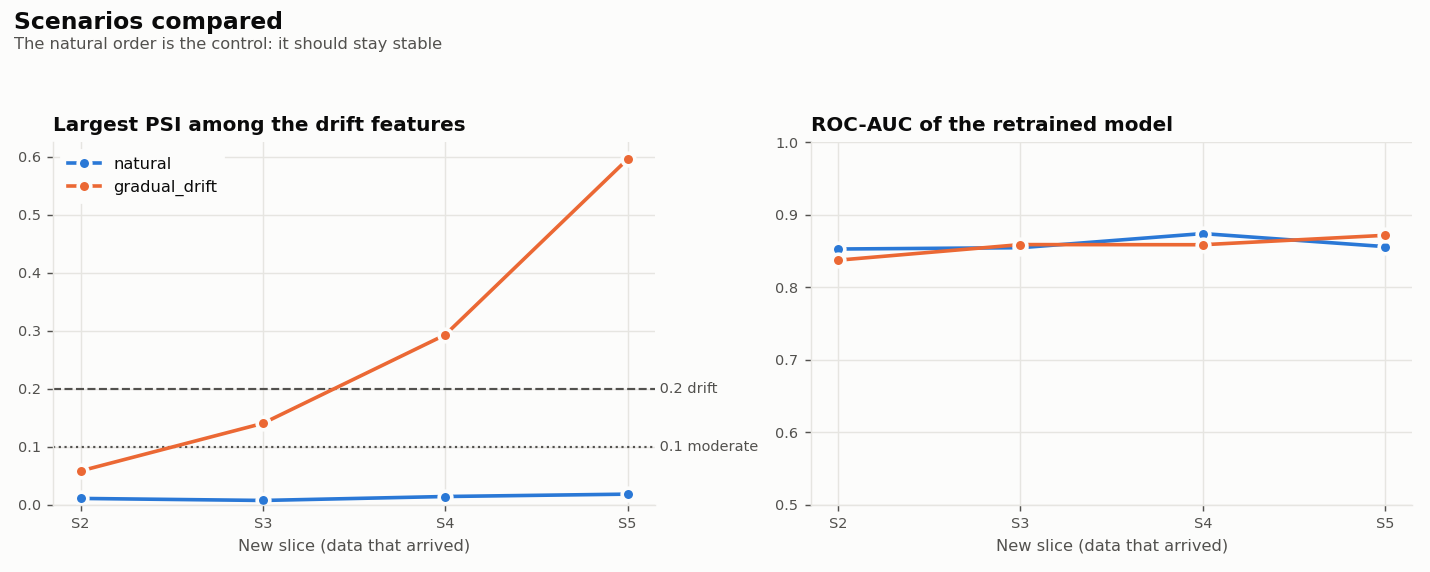 Scenarios compared
The natural order is the control: it should stay stable
Largest PSI among the drift features
natural
gradual_drift
0.6
0.5
0.4
0.3
0.2
0.1
0.0
0.2 drift
0.1 moderate
S2 S3 S4 S5
New slice (data that arrived)
ROC-AUC of the retrained model
1.0
0.9
0.8
0.7
0.6
0.5
S2 S3 S4 S5
New slice (data that arrived)